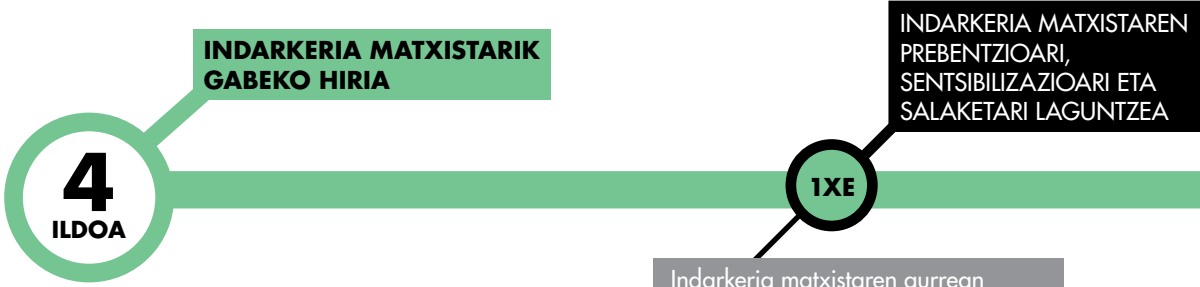 INDARKERIA MATXISTARIK
GABEKO HIRIA
4
ILDOA
INDARKERIA MATXISTAREN
PREBENTZIOARI,
SENTSIBILIZAZIOARI ETA
SALAKETARI LAGUNTZEA
1XE
Indarkeria matxistaren aurrean